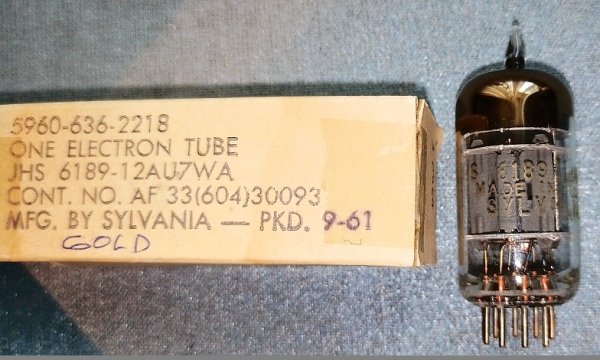 5960-636-2218
ONE ELECTRON TUBE
JHS 6189-12AU7WA
CONT. NO. AF 33(604)30093
MFG. BY SYLVANIA — PKD. 9-61
GOLD
6189
MADE IN